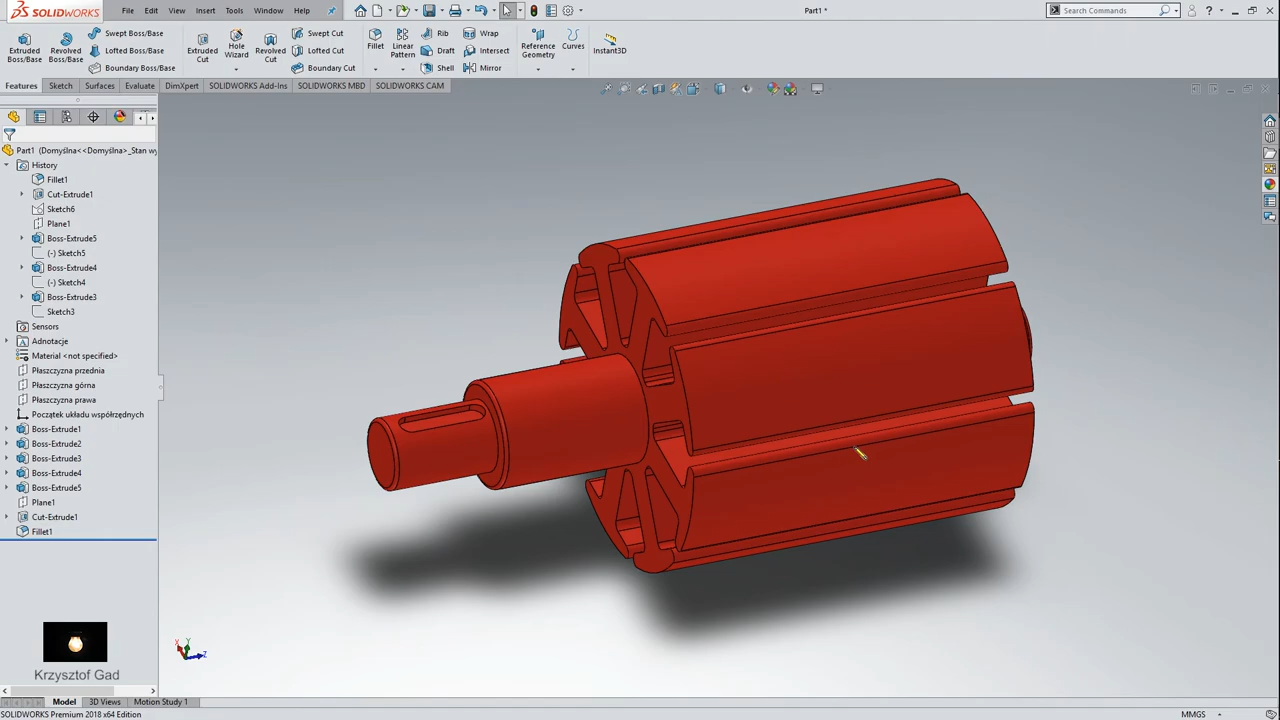 SOLIDWORKS File Edit View Insert Tools Window Help Part1 * Search Commands ?
Extruded Boss/Base
Revolved Boss/Base
Swept Boss/Base
Lofted Boss/Base
Boundary Boss/Base
Extruded Cut
Hole Wizard
Revolved Cut
Swept Cut
Lofted Cut
Boundary Cut
Fillet
Linear Pattern
Rib
Draft
Shell
Wrap
Intersect
Mirror
Reference Geometry
Curves
Instant3D
Features Sketch Surfaces Evaluate DimXpert SOLIDWORKS Add-Ins SOLIDWORKS MBD SOLIDWORKS CAM
Part1 (Domyślna<<Domyślna>_Stan wy
History
Fillet1
Cut-Extrude1
Sketch6
Plane1
Boss-Extrude5
(-) Sketch5
Boss-Extrude4
(-) Sketch4
Boss-Extrude3
Sketch3
Sensors
Adnotacje
Material <not specified>
Płaszczyzna przednia
Płaszczyzna górna
Płaszczyzna prawa
Początek układu współrzędnych
Boss-Extrude1
Boss-Extrude2
Boss-Extrude3
Boss-Extrude4
Boss-Extrude5
Plane1
Cut-Extrude1
Fillet1
Krzysztof Gad
X Y Z
Model 3D Views Motion Study 1
SOLIDWORKS Premium 2018 x64 Edition MMGS